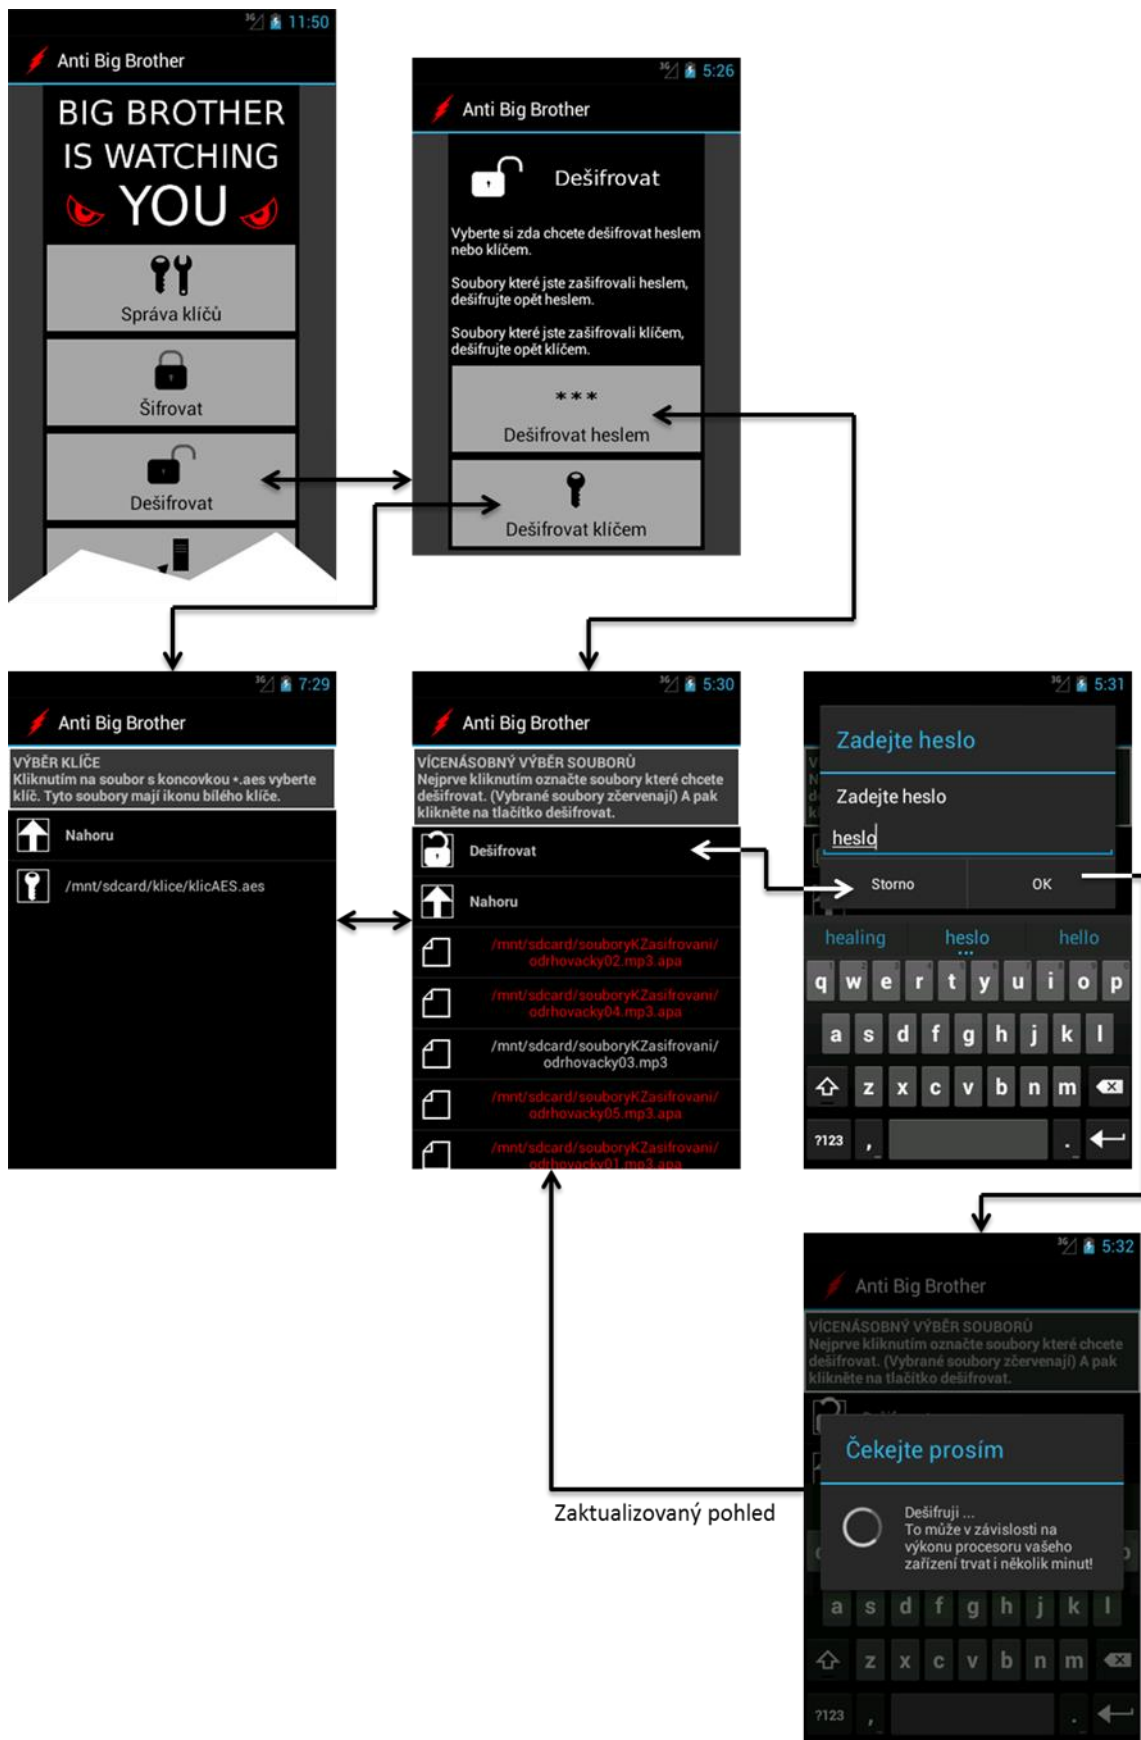 3G 11:50
Anti Big Brother
BIG BROTHER
IS WATCHING
YOU
Správa klíčů
Šifrovat
Dešifrovat
3G 5:26
Anti Big Brother
Dešifrovat
Vyberte si zda chcete dešifrovat heslem
nebo klíčem.
Soubory které jste zašifrovali heslem,
dešifrujte opět heslem.
Soubory které jste zašifrovali klíčem,
dešifrujte opět klíčem.
***
Dešifrovat heslem
Dešifrovat klíčem
3G 7:29
Anti Big Brother
VÝBĚR KLÍČE
Kliknutím na soubor s koncovkou *.aes vyberte
klíč. Tyto soubory mají ikonu bílého klíče.
Nahoru
/mnt/sdcard/klice/klicAES.aes
3G 5:30
Anti Big Brother
VÍCENÁSOBNÝ VÝBĚR SOUBORŮ
Nejprve kliknutím označte soubory které chcete
dešifrovat. (Vybrané soubory zčervenají) A pak
klikněte na tlačítko dešifrovat.
Dešifrovat
Nahoru
/mnt/sdcard/souboryKZasifrovani/
odrhovacky02.mp3.apa
/mnt/sdcard/souboryKZasifrovani/
odrhovacky04.mp3.apa
/mnt/sdcard/souboryKZasifrovani/
odrhovacky03.mp3
/mnt/sdcard/souboryKZasifrovani/
odrhovacky05.mp3.apa
/mnt/sdcard/souboryKZasifrovani/
odrhovacky01.mp3.apa
3G 5:31
Zadejte heslo
Zadejte heslo
heslo
Storno OK
healing heslo hello
q w e r t y u i o p
a s d f g h j k l
z x c v b n m
?123 , .
3G 5:32
Anti Big Brother
VÍCENÁSOBNÝ VÝBĚR SOUBORŮ
Nejprve kliknutím označte soubory které chcete
dešifrovat. (Vybrané soubory zčervenají) A pak
klikněte na tlačítko dešifrovat.
Čekejte prosím
Dešifruji ...
To může v závislosti na
výkonu procesoru vašeho
zařízení trvat i několik minut!
a s d f g h j k l
z x c v b n m
?123 , .
Zaktualizovaný pohled